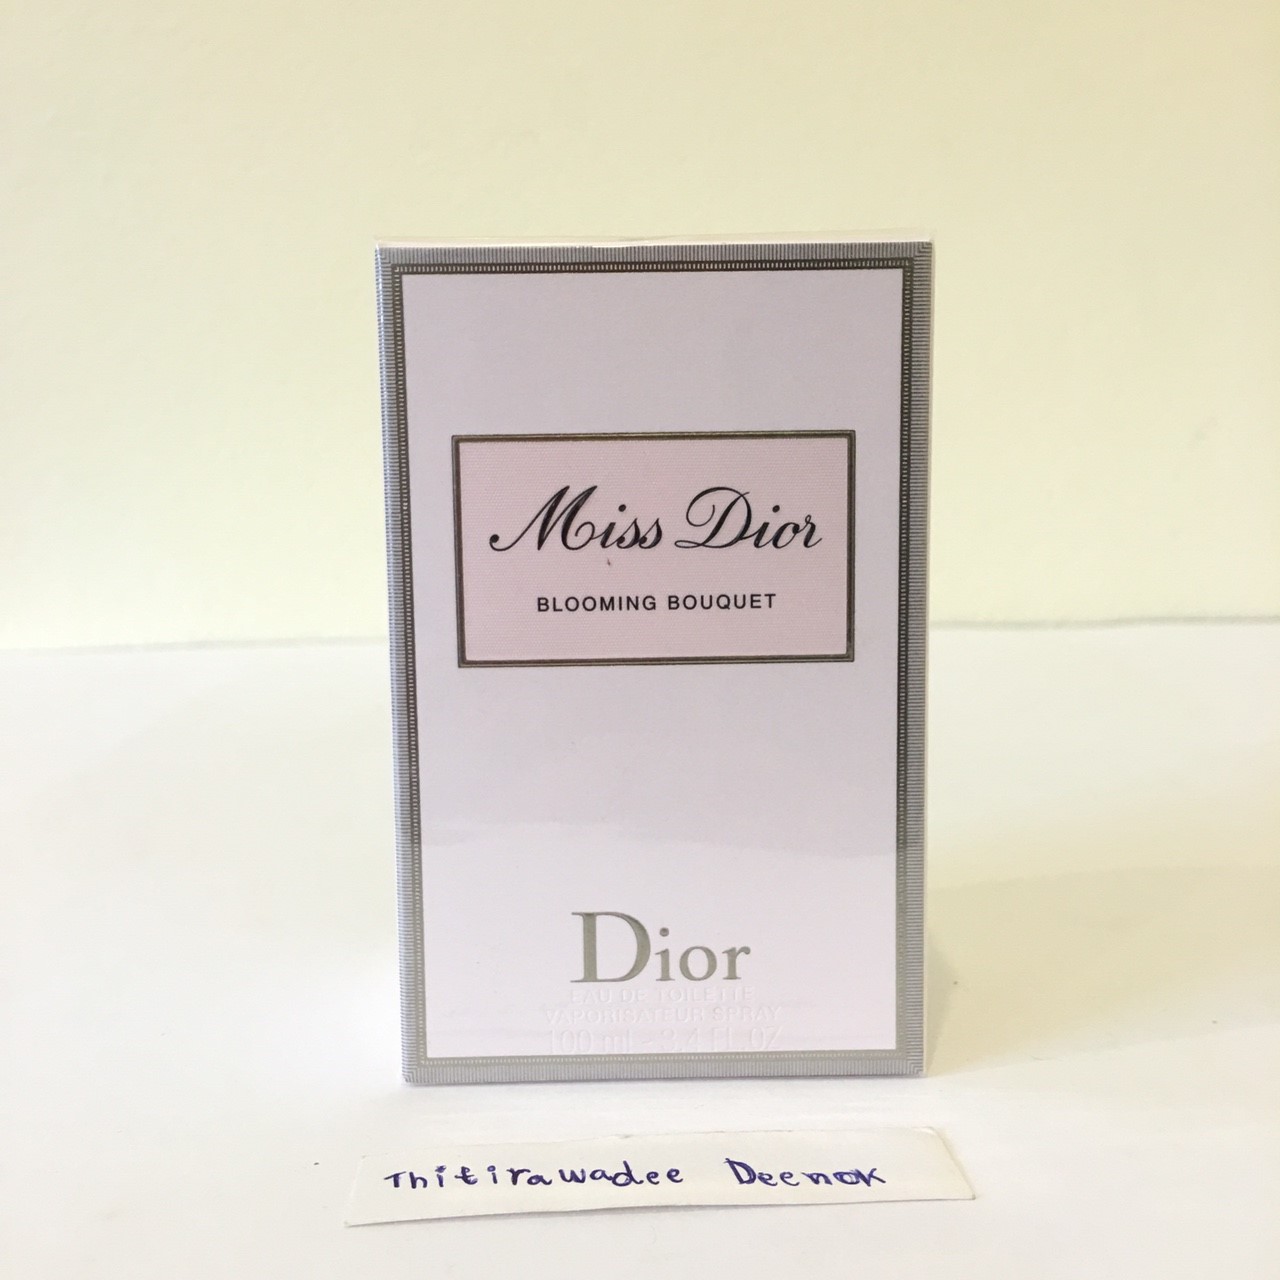 Miss Dior
BLOOMING BOUQUET
Dior
EAU DE TOILETTE
VAPORISATEUR SPRAY
100 ml - 3.4 FL.OZ
Thitirawadee Deenok